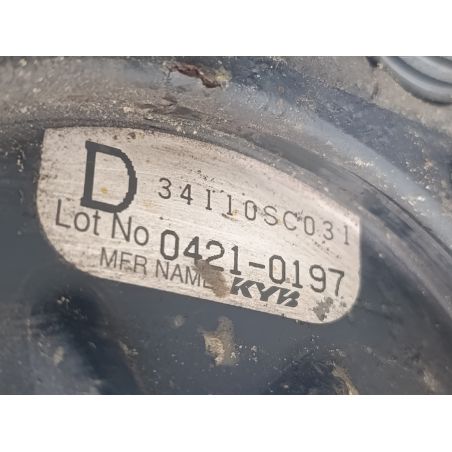 D 34110SC031
Lot No 0421-0197
MFR NAME KYB